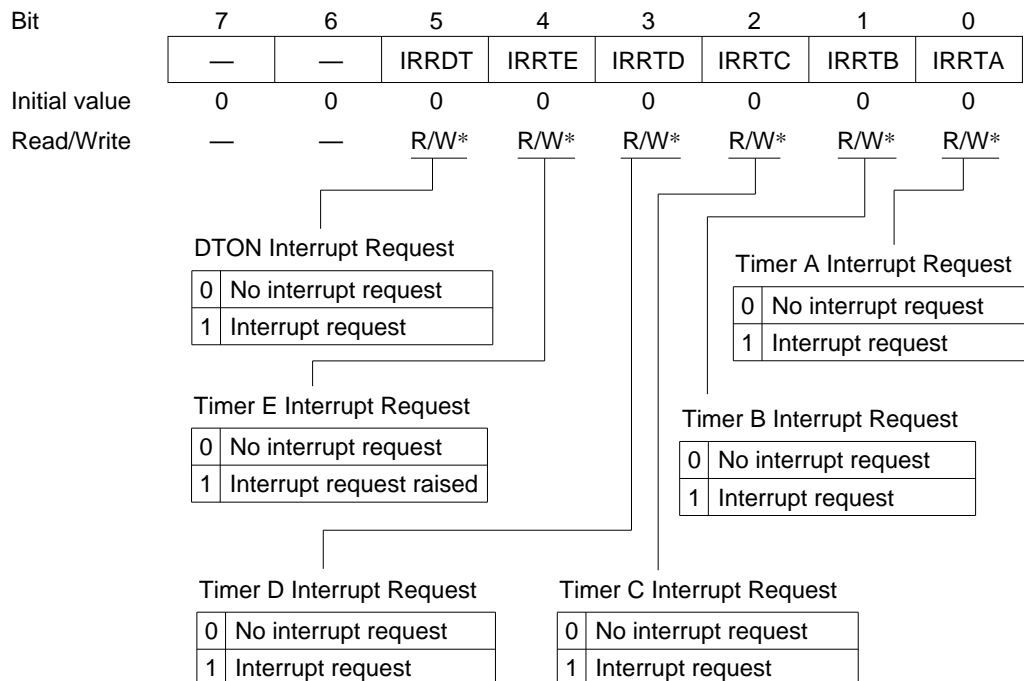 Bit 7 6 5 4 3 2 1 0
— — IRRDT IRRTE IRRTD IRRTC IRRTB IRRTA
Initial value 0 0 0 0 0 0 0 0
Read/Write — — R/W* R/W* R/W* R/W* R/W* R/W*
DTON Interrupt Request
0 No interrupt request
1 Interrupt request
Timer A Interrupt Request
0 No interrupt request
1 Interrupt request
Timer E Interrupt Request
0 No interrupt request
1 Interrupt request raised
Timer B Interrupt Request
0 No interrupt request
1 Interrupt request
Timer D Interrupt Request
0 No interrupt request
1 Interrupt request
Timer C Interrupt Request
0 No interrupt request
1 Interrupt request